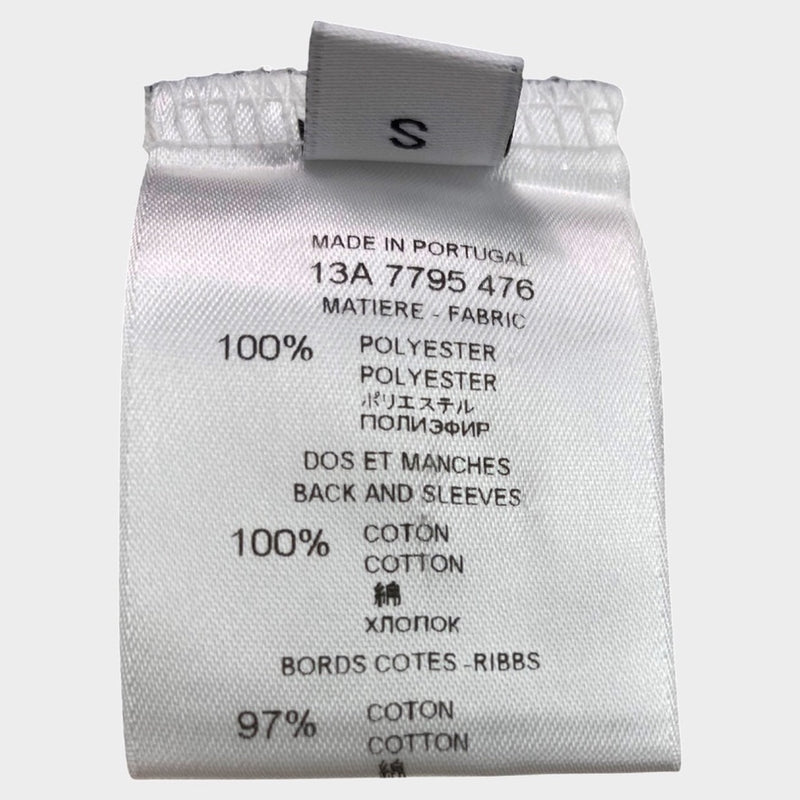 S
MADE IN PORTUGAL
13A 7795 476
MATIERE - FABRIC
100% POLYESTER
POLYESTER
ポリエステル
ПОЛИЭФИР
DOS ET MANCHES
BACK AND SLEEVES
100% COTON
COTTON
綿
ХЛОПОК
BORDS COTES -RIBBS
97% COTON
COTTON
綿